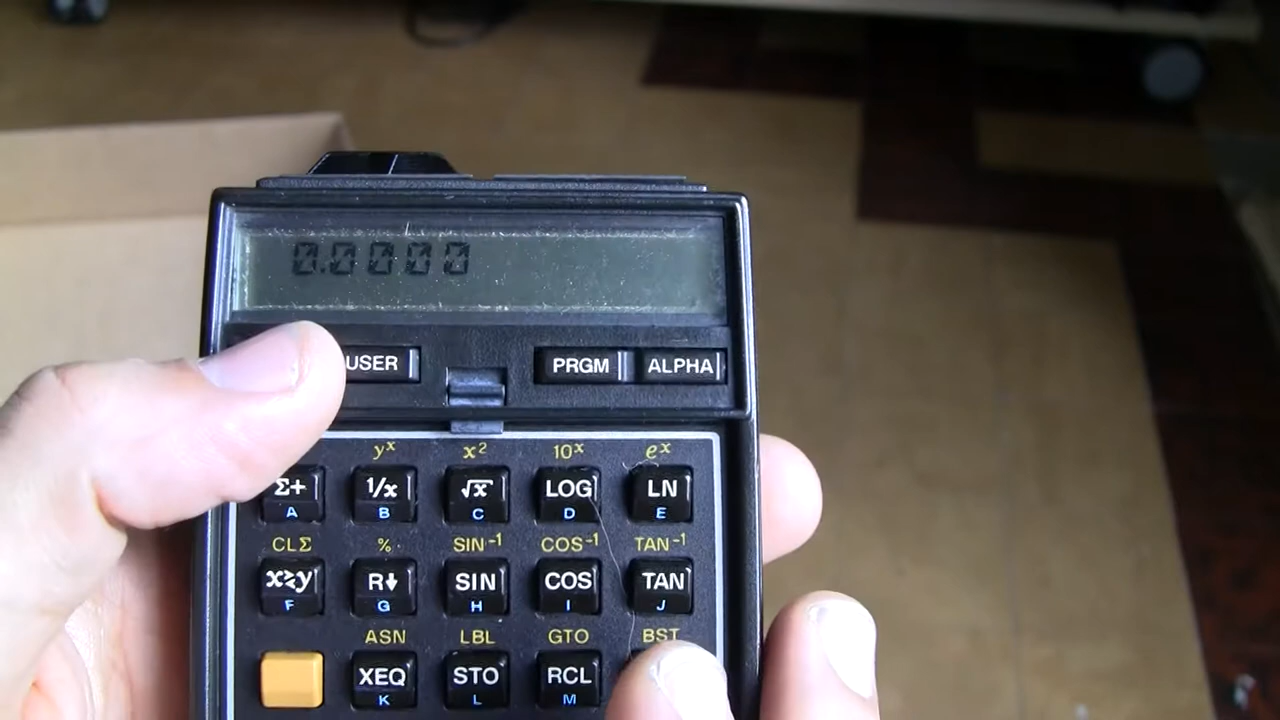 0.0000
USER PRGM ALPHA
yˣ x² 10ˣ eˣ
Σ+ 1/x √x LOG LN
A B C D E
CLΣ % SIN⁻¹ COS⁻¹ TAN⁻¹
x≷y R↓ SIN COS TAN
F G H I J
ASN LBL GTO BST
XEQ STO RCL
K L M